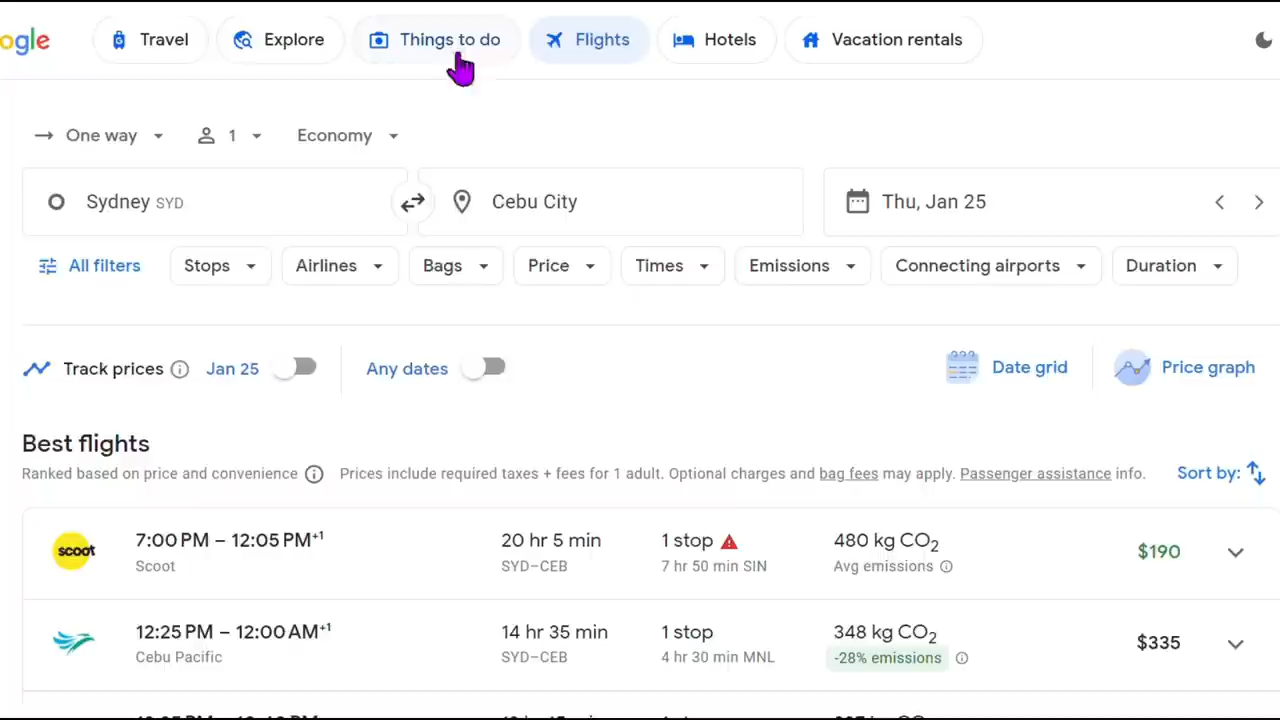 ogle Travel Explore Things to do Flights Hotels Vacation rentals
One way 1 Economy
Sydney SYD Cebu City Thu, Jan 25
All filters Stops Airlines Bags Price Times Emissions Connecting airports Duration
Track prices Jan 25 Any dates Date grid Price graph
Best flights
Ranked based on price and convenience Prices include required taxes + fees for 1 adult. Optional charges and bag fees may apply. Passenger assistance info. Sort by:
scoot 7:00 PM – 12:05 PM+1 20 hr 5 min 1 stop 480 kg CO2 $190
Scoot SYD–CEB 7 hr 50 min SIN Avg emissions
12:25 PM – 12:00 AM+1 14 hr 35 min 1 stop 348 kg CO2 $335
Cebu Pacific SYD–CEB 4 hr 30 min MNL -28% emissions